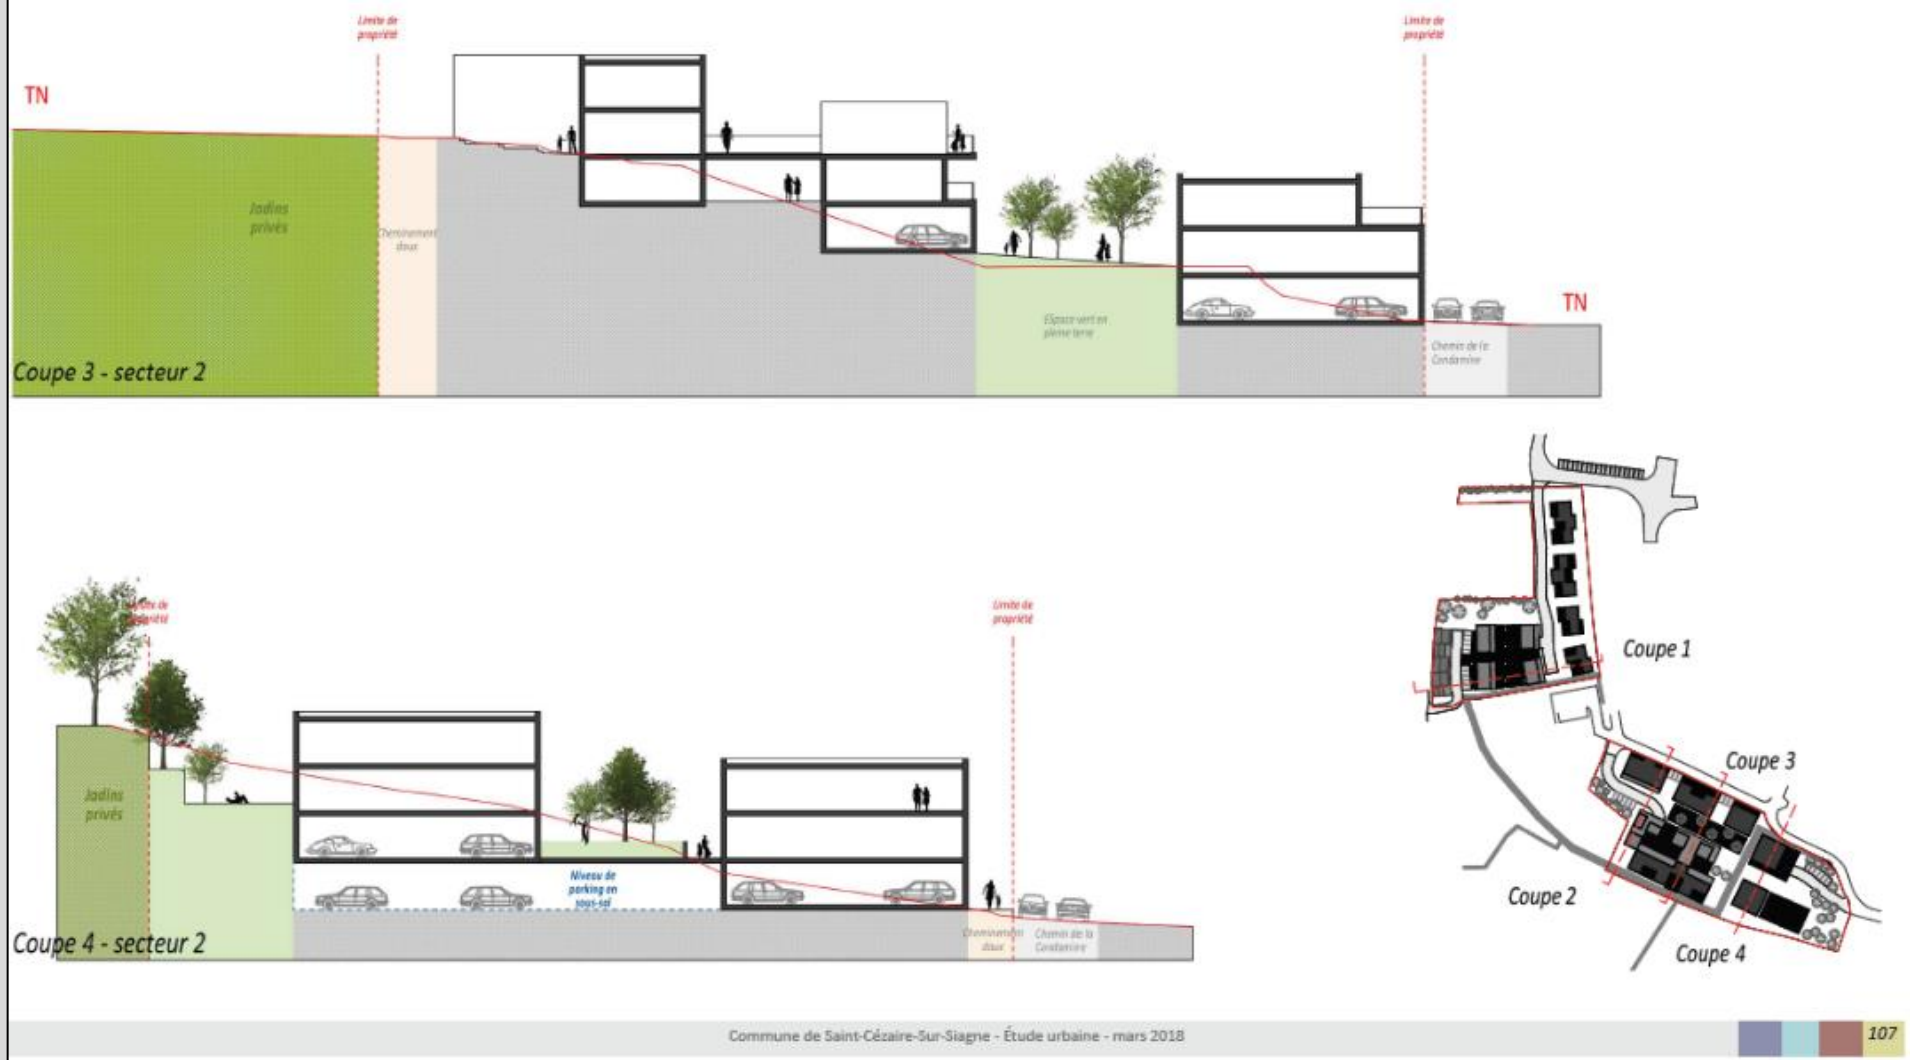 Limite de
propriété
Limite de
propriété
TN
Jadins
privés
Cheminement
doux
Espace vert en
pleine terre
TN
Chemin de la
Condamine
Coupe 3 - secteur 2
Limite de
propriété
Limite de
propriété
Jadins
privés
Niveau de
parking en
sous-sol
Cheminement
doux
Chemin de la
Condamine
Coupe 4 - secteur 2
Coupe 1
Coupe 3
Coupe 2
Coupe 4
Commune de Saint-Cézaire-Sur-Siagne - Étude urbaine - mars 2018
107